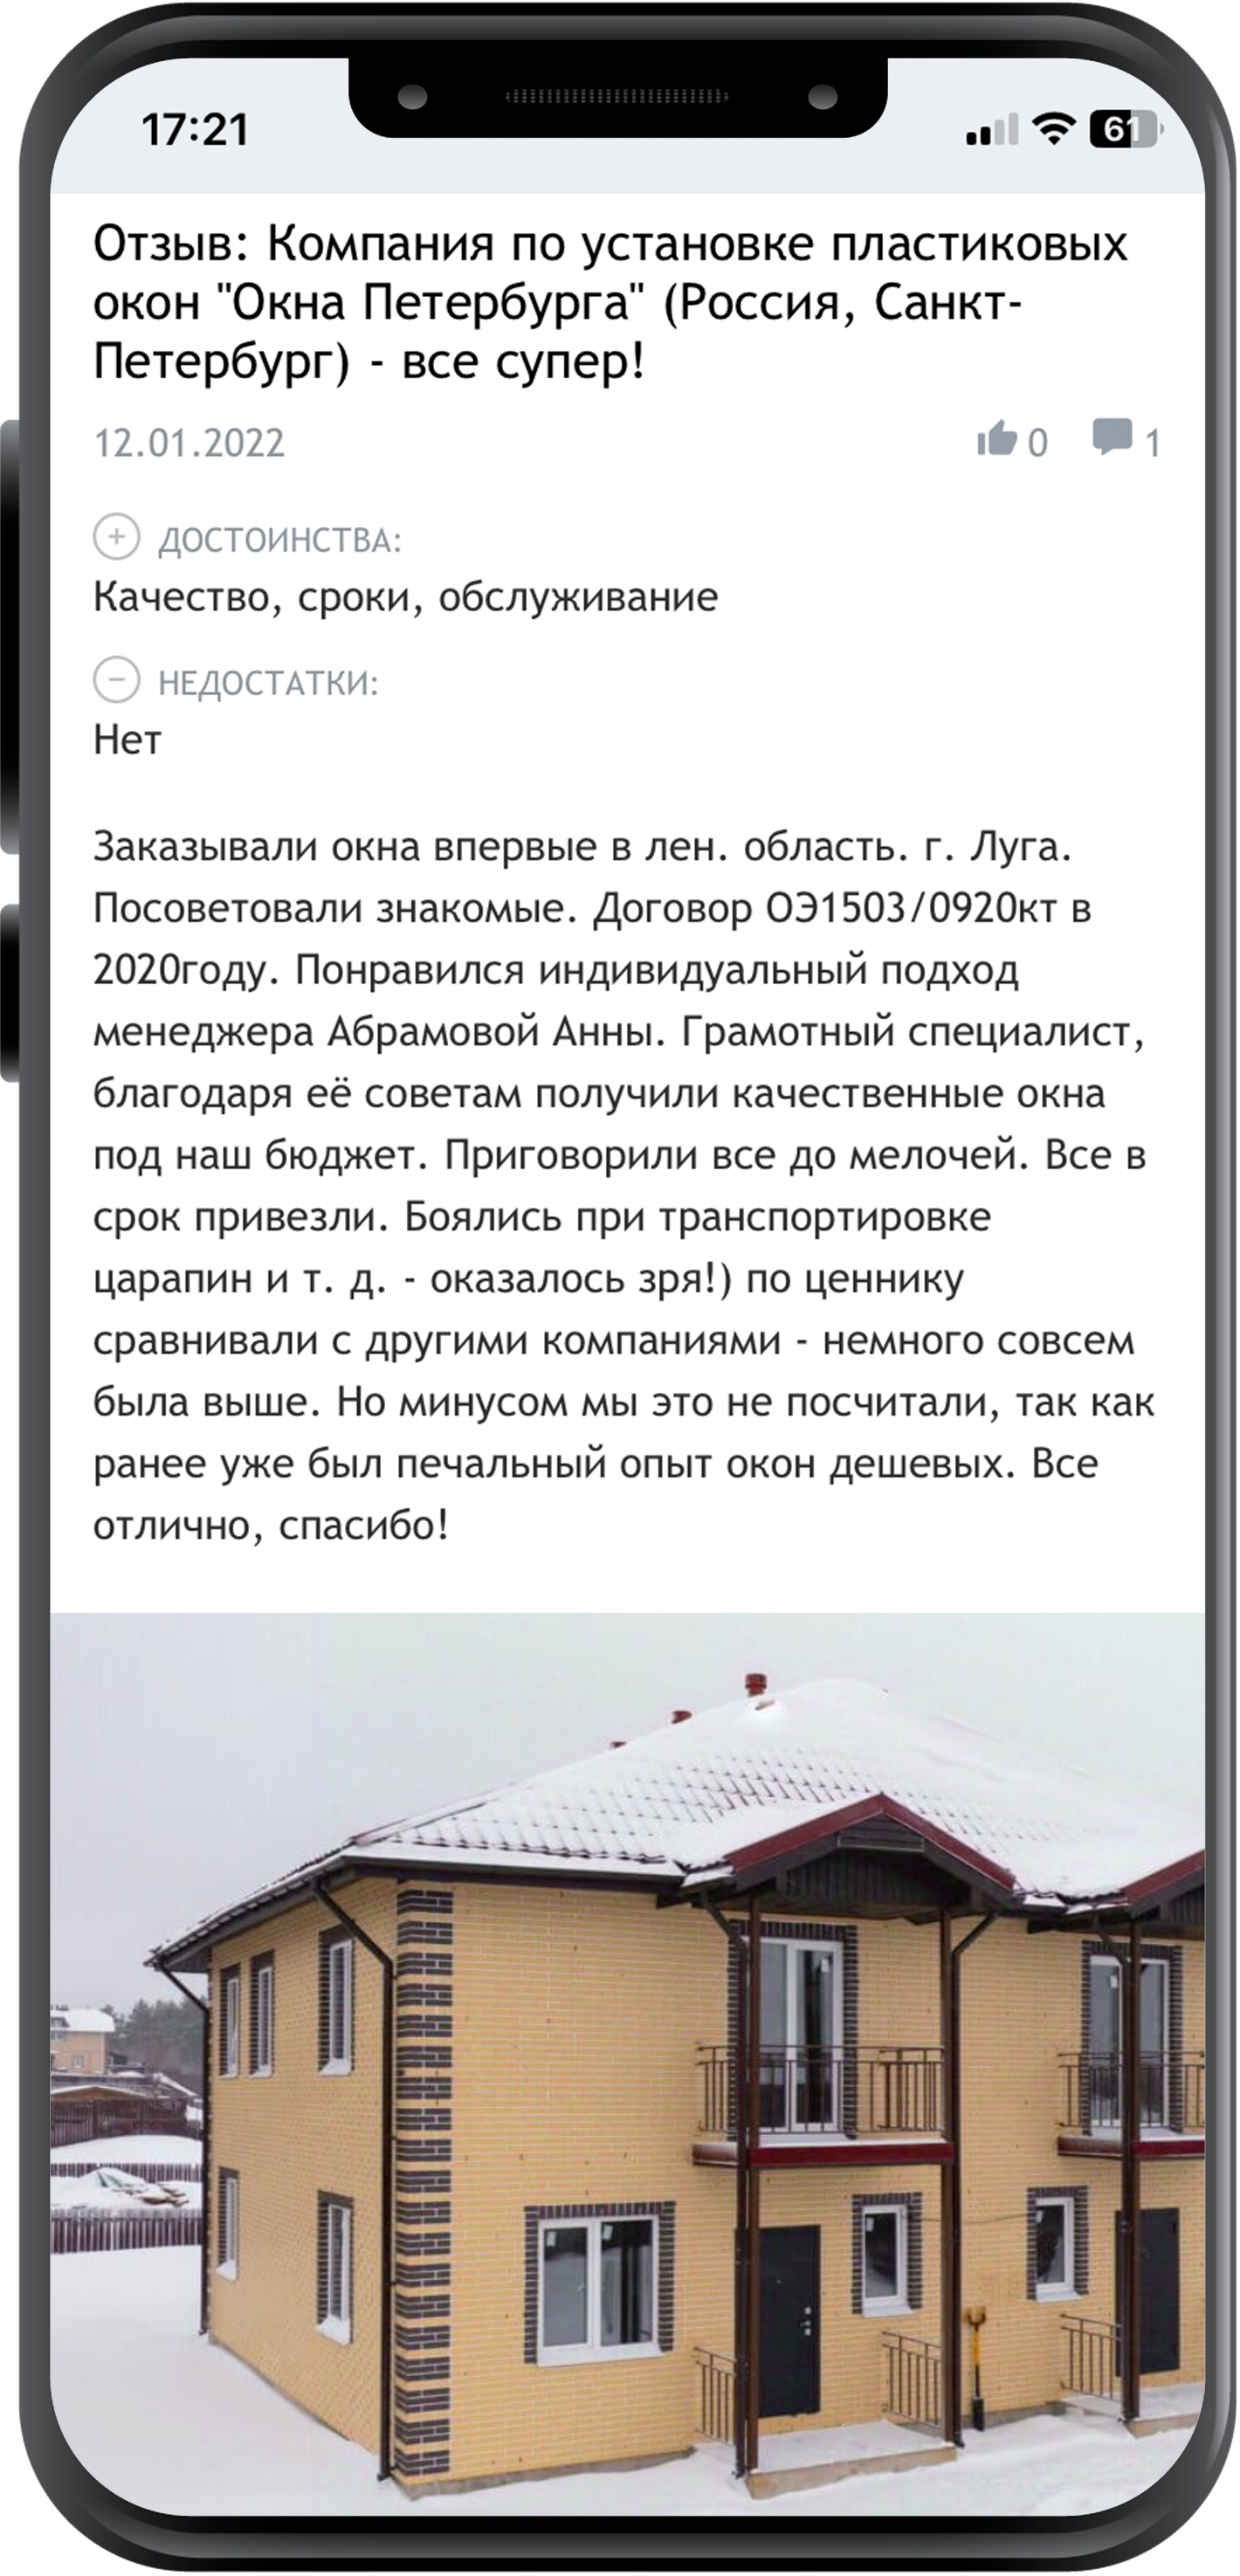 17:21
61
Отзыв: Компания по установке пластиковых
окон "Окна Петербурга" (Россия, Санкт-
Петербург) - все супер!
12.01.2022
0
1
+ ДОСТОИНСТВА:
Качество, сроки, обслуживание
− НЕДОСТАТКИ:
Нет
Заказывали окна впервые в лен. область. г. Луга.
Посоветовали знакомые. Договор ОЭ1503/0920кт в
2020году. Понравился индивидуальный подход
менеджера Абрамовой Анны. Грамотный специалист,
благодаря её советам получили качественные окна
под наш бюджет. Приговорили все до мелочей. Все в
срок привезли. Боялись при транспортировке
царапин и т. д. - оказалось зря!) по ценнику
сравнивали с другими компаниями - немного совсем
была выше. Но минусом мы это не посчитали, так как
ранее уже был печальный опыт окон дешевых. Все
отлично, спасибо!